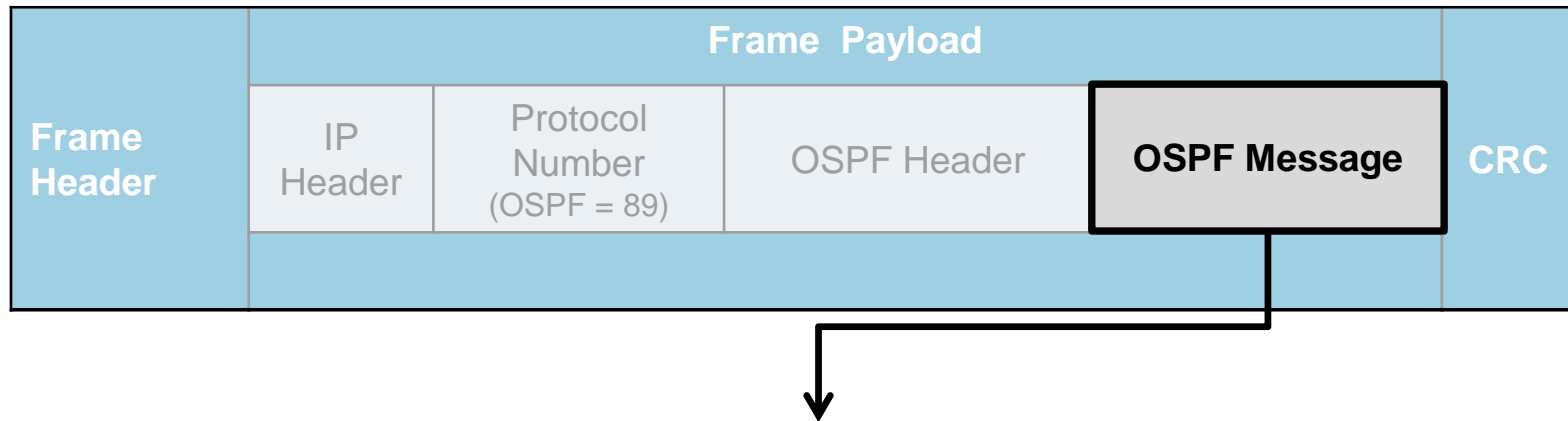 Frame Payload
Frame
Header
IP
Header
Protocol
Number
(OSPF = 89)
OSPF Header
OSPF Message
CRC